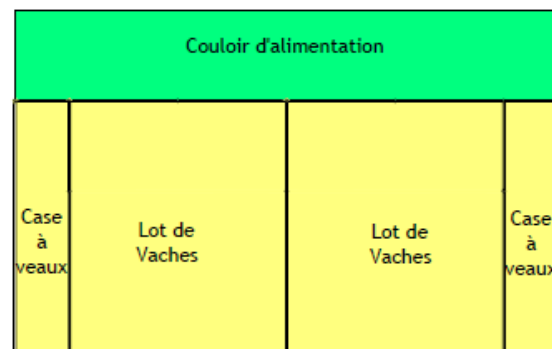 Couloir d'alimentation
Case
à
veaux
Lot de
Vaches
Lot de
Vaches
Case
à
veaux